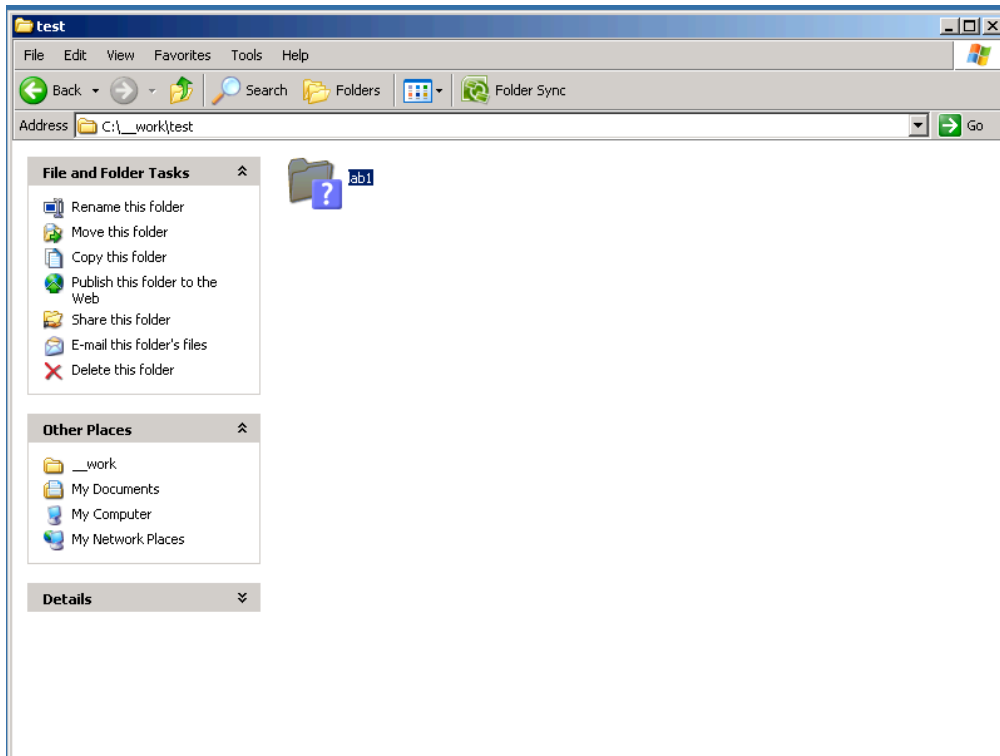 test
File Edit View Favorites Tools Help
Back Search Folders Folder Sync
Address C:\__work\test Go
File and Folder Tasks
Rename this folder
Move this folder
Copy this folder
Publish this folder to the
Web
Share this folder
E-mail this folder's files
Delete this folder
ab1
?
Other Places
__work
My Documents
My Computer
My Network Places
Details